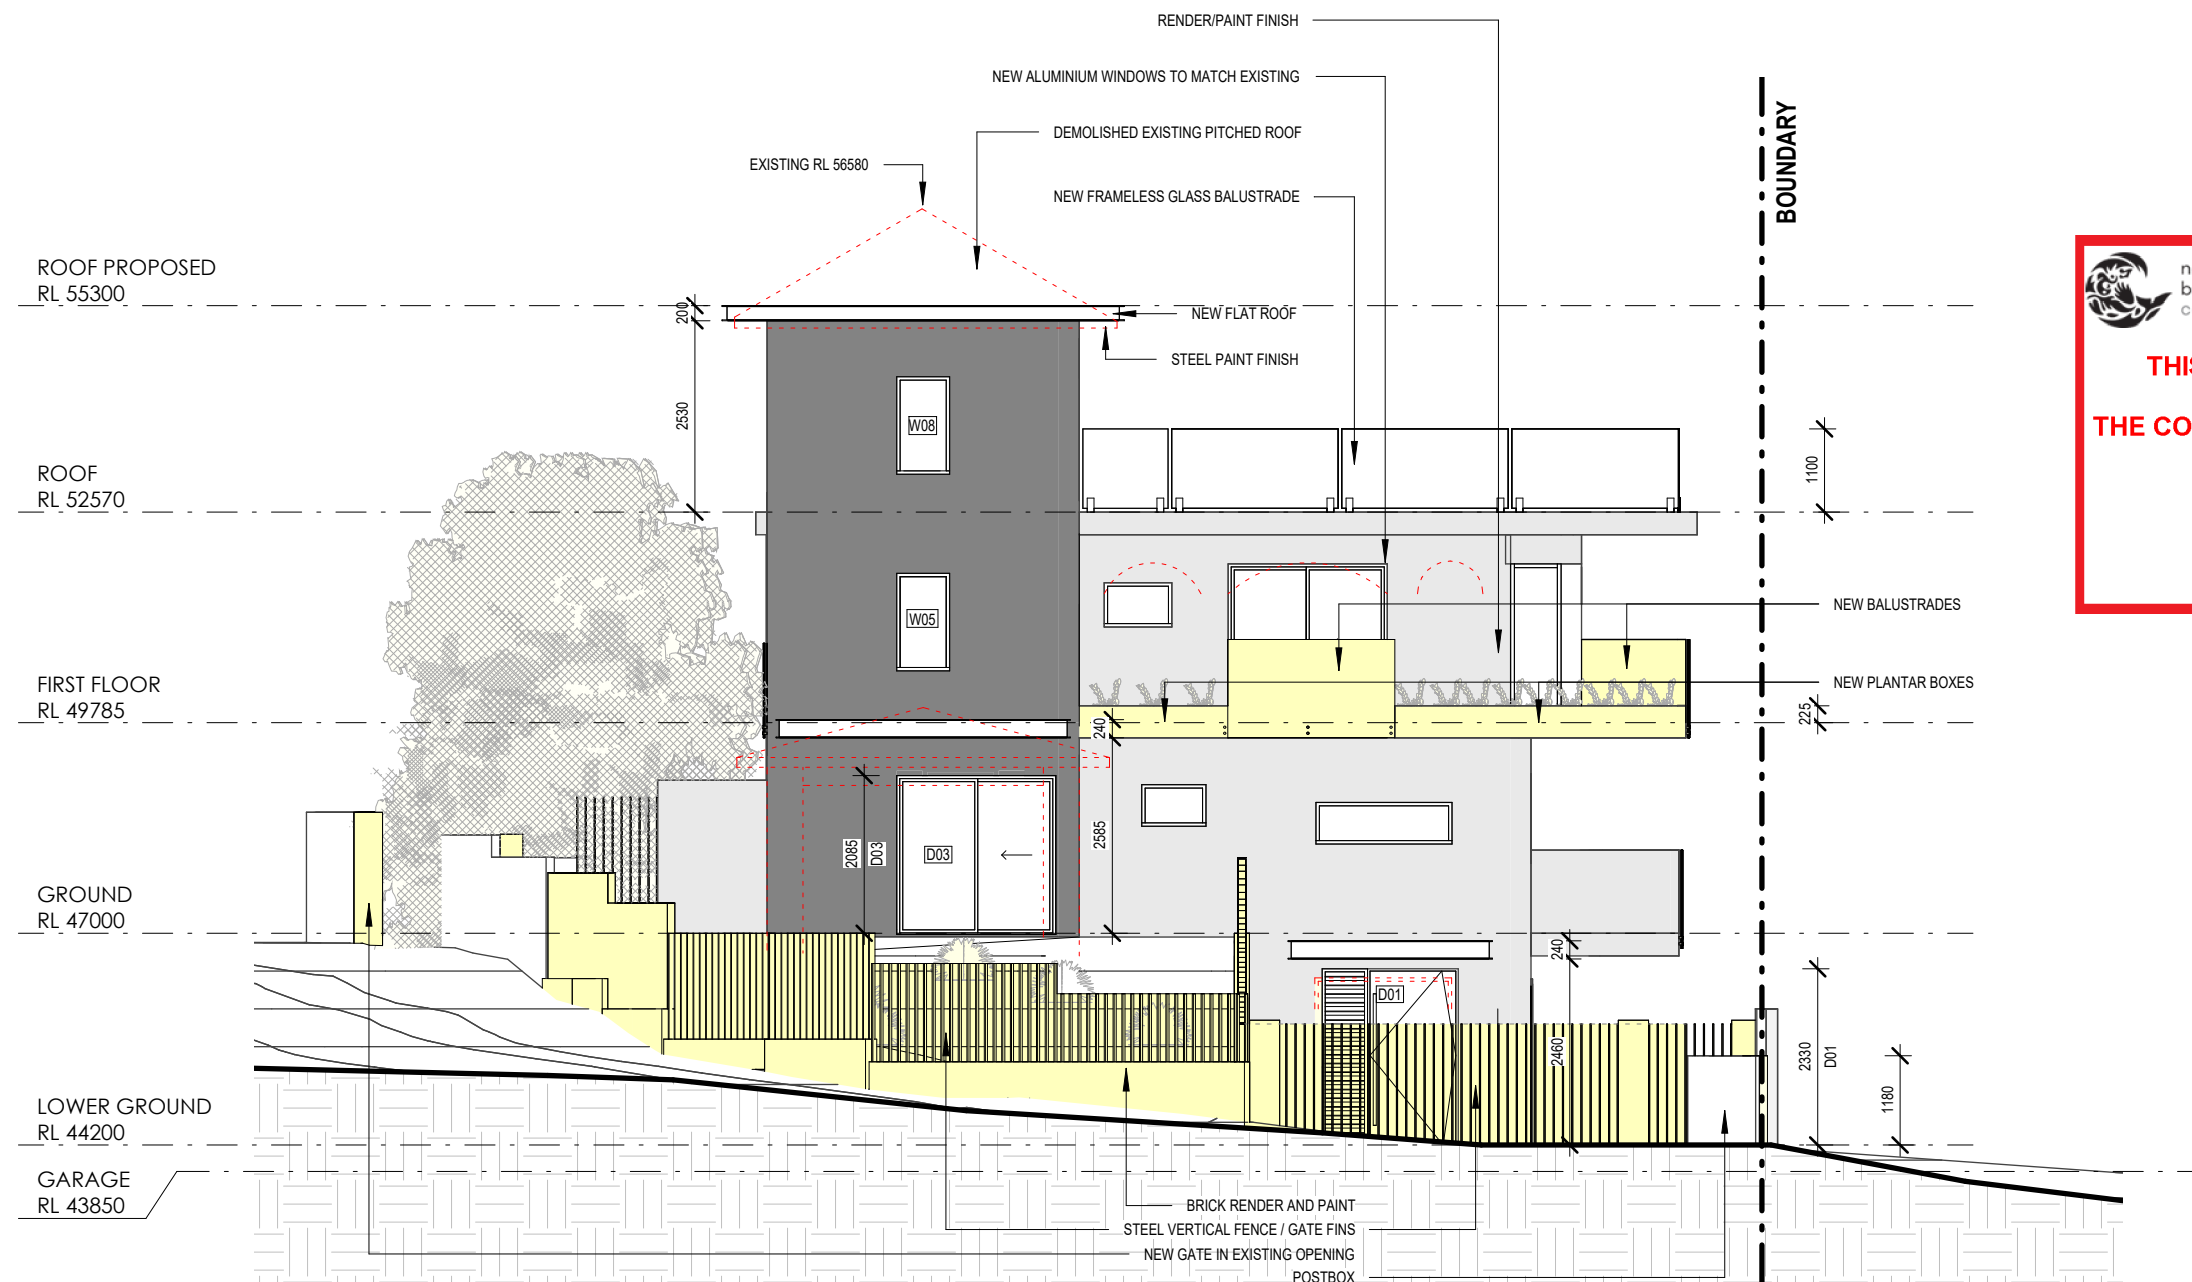 RENDER/PAINT FINISH
NEW ALUMINIUM WINDOWS TO MATCH EXISTING
DEMOLISHED EXISTING PITCHED ROOF
EXISTING RL 56580
NEW FRAMELESS GLASS BALUSTRADE
BOUNDARY
ROOF PROPOSED
RL 55300
200
NEW FLAT ROOF
STEEL PAINT FINISH
n
b
c
THIS
THE CO
2530
W08
1100
ROOF
RL 52570
W05
NEW BALUSTRADES
FIRST FLOOR
RL 49785
NEW PLANTAR BOXES
240
225
2085
D03
D03
2585
GROUND
RL 47000
240
D01
2460
2330
D01
1180
LOWER GROUND
RL 44200
GARAGE
RL 43850
BRICK RENDER AND PAINT
STEEL VERTICAL FENCE / GATE FINS
NEW GATE IN EXISTING OPENING
POSTBOX